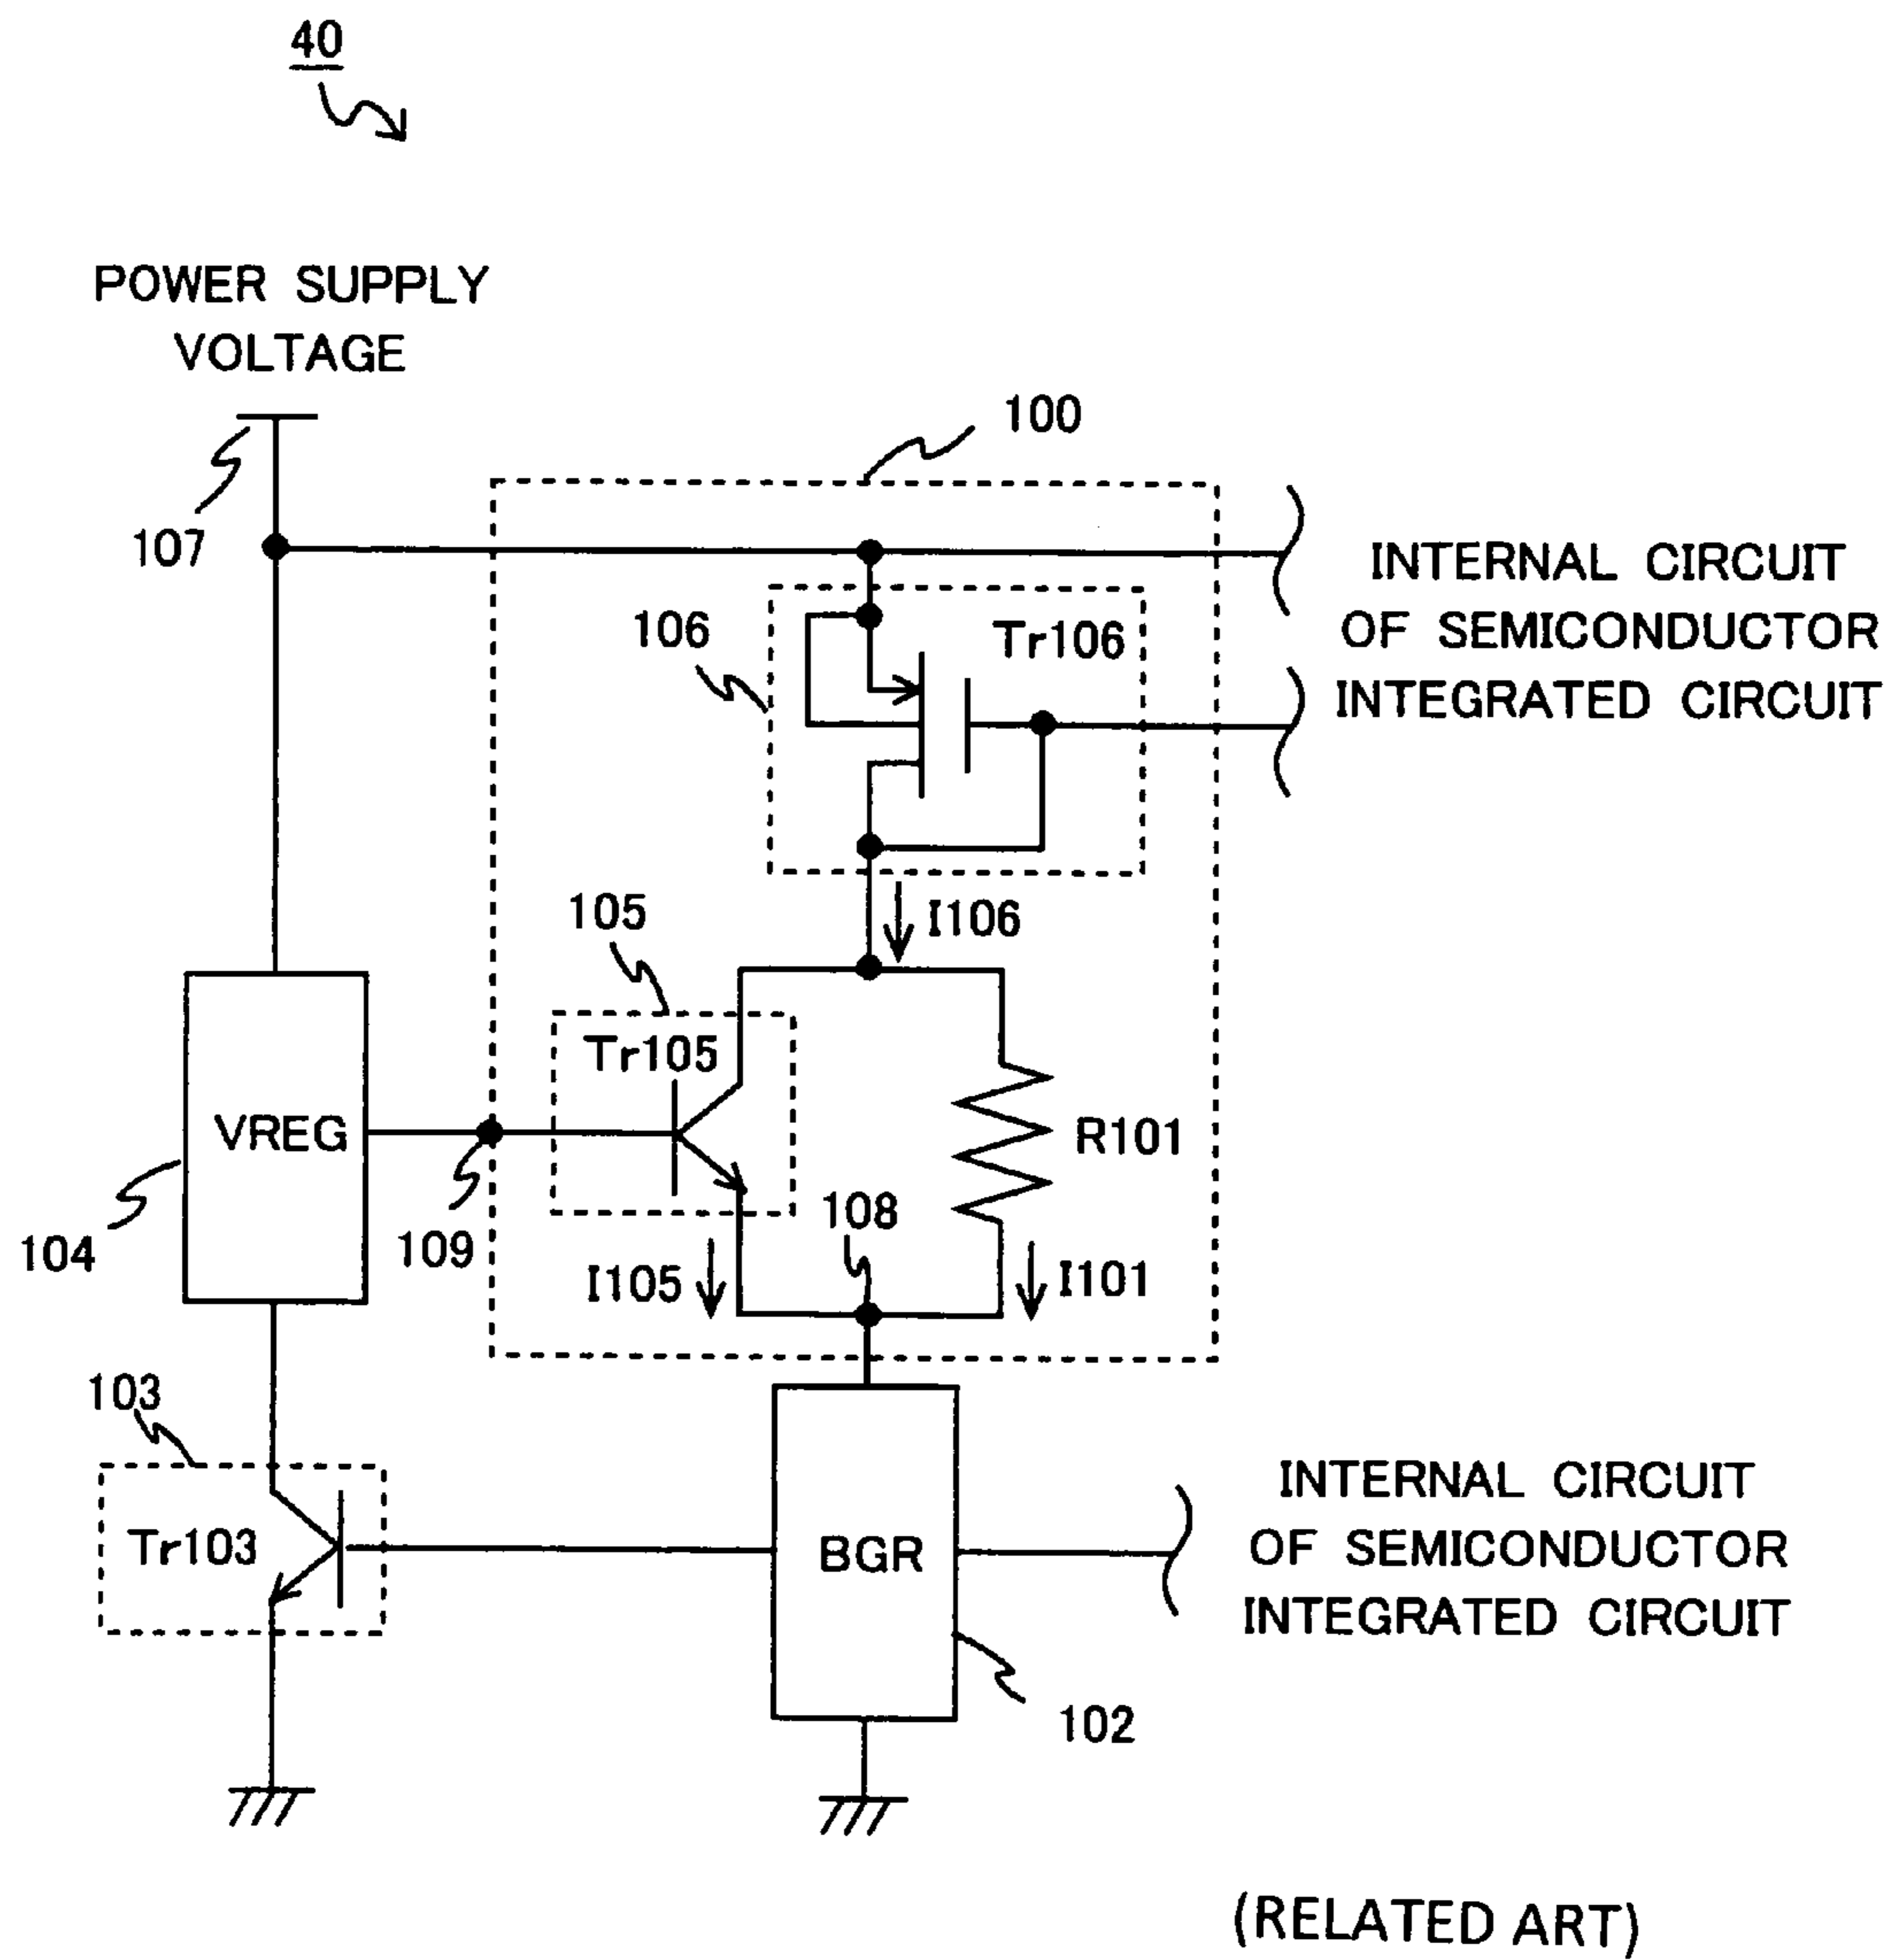 40
POWER SUPPLY
VOLTAGE
100
107
INTERNAL CIRCUIT
OF SEMICONDUCTOR
INTEGRATED CIRCUIT
106
Tr106
105
I106
Tr105
VREG
R101
108
104
109
I105
I101
103
Tr103
BGR
INTERNAL CIRCUIT
OF SEMICONDUCTOR
INTEGRATED CIRCUIT
102
(RELATED ART)